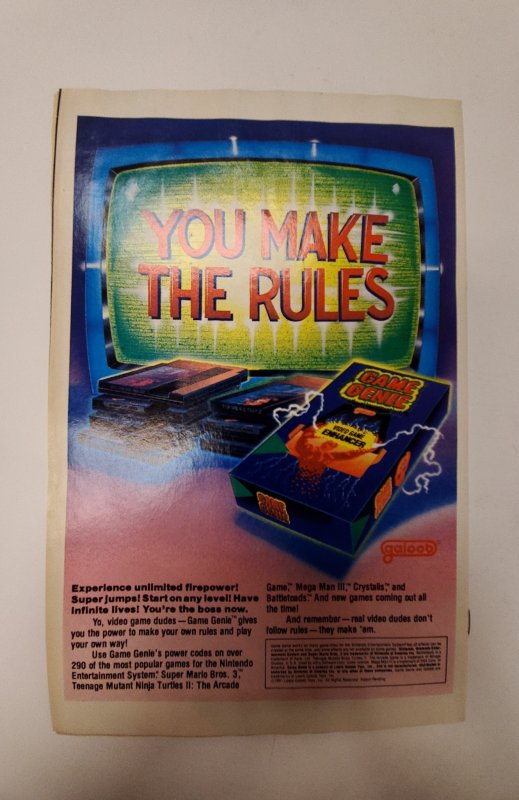 YOU MAKE
THE RULES
GAME
GENIE
VIDEO GAME
ENHANCER
GAME
GENIE
galoob
Experience unlimited firepower!
Super jumps! Start on any level! Have
infinite lives! You're the boss now.
Yo, video game dudes — Game Genie™ gives
you the power to make your own rules and play
your own way!
Use Game Genie's power codes on over
290 of the most popular games for the Nintendo
Entertainment System.® Super Mario Bros. 3,™
Teenage Mutant Ninja Turtles II: The Arcade
Game,™ Mega Man III,™ Crystalis,™ and
Battletoads.™ And new games coming out all
the time!
And remember — real video dudes don't
follow rules — they make 'em.